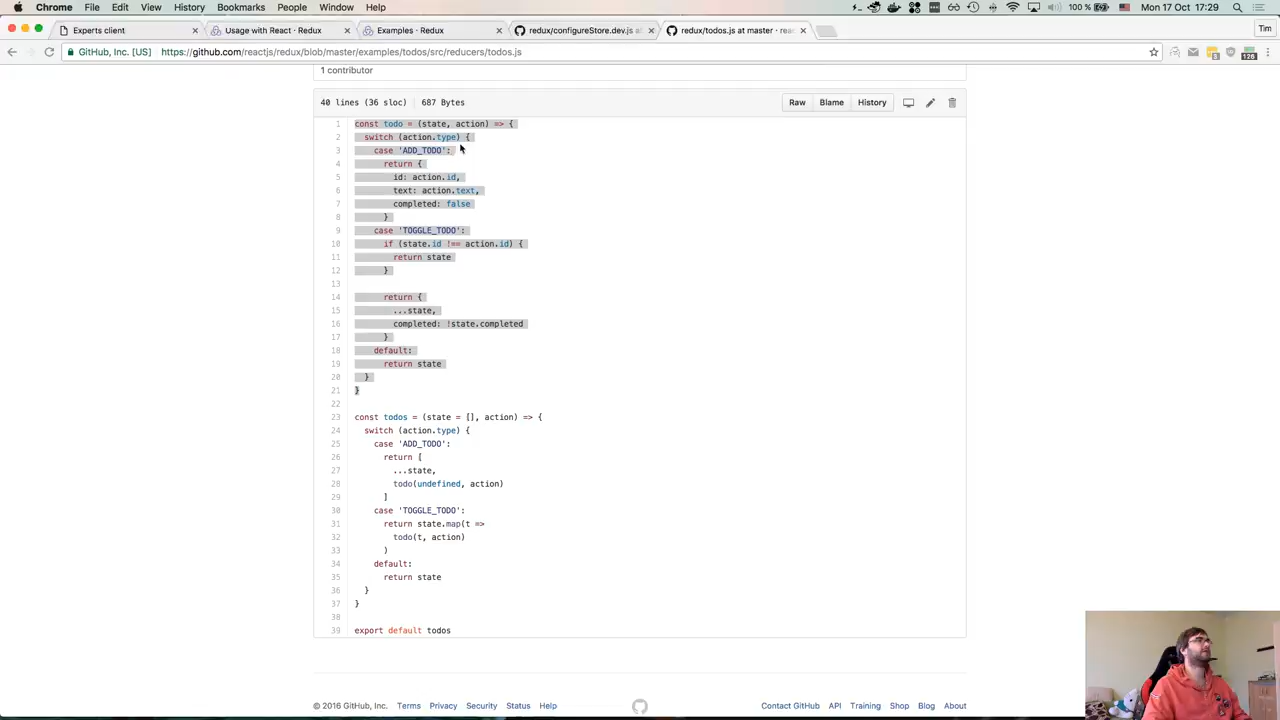 Chrome File Edit View History Bookmarks People Window Help 100 % Mon 17 Oct 17:29
Experts client
Usage with React · Redux
Examples · Redux
redux/configureStore.dev.js a
redux/todos.js at master · reac
Tim
GitHub, Inc. [US] https://github.com/reactjs/redux/blob/master/examples/todos/src/reducers/todos.js
1 contributor
40 lines (36 sloc) 687 Bytes Raw Blame History
1 const todo = (state, action) => {
2 switch (action.type) {
3 case 'ADD_TODO':
4 return {
5 id: action.id,
6 text: action.text,
7 completed: false
8 }
9 case 'TOGGLE_TODO':
10 if (state.id !== action.id) {
11 return state
12 }
13
14 return {
15 ...state,
16 completed: !state.completed
17 }
18 default:
19 return state
20 }
21 }
22
23 const todos = (state = [], action) => {
24 switch (action.type) {
25 case 'ADD_TODO':
26 return [
27 ...state,
28 todo(undefined, action)
29 ]
30 case 'TOGGLE_TODO':
31 return state.map(t =>
32 todo(t, action)
33 )
34 default:
35 return state
36 }
37 }
38
39 export default todos
© 2016 GitHub, Inc. Terms Privacy Security Status Help Contact GitHub API Training Shop Blog About